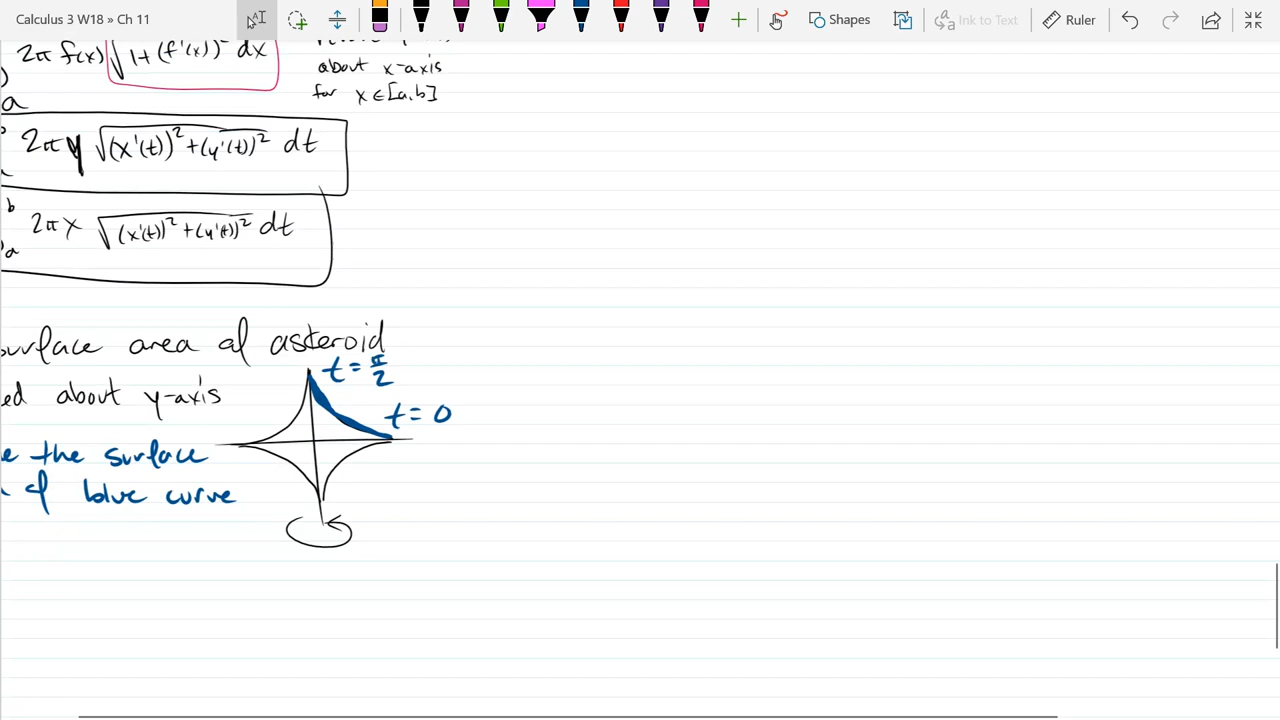 Calculus 3 W18 » Ch 11
Shapes
Ink to Text
Ruler
2π f(x) √1+(f'(x))² dx
about x-axis
for x∈[a,b]
a
2π y √(x'(t))²+(y'(t))² dt
b
2π x √(x'(t))²+(y'(t))² dt
a
surface area of asteroid
ed about y-axis
t = π/2
t = 0
e the surface
of blue curve